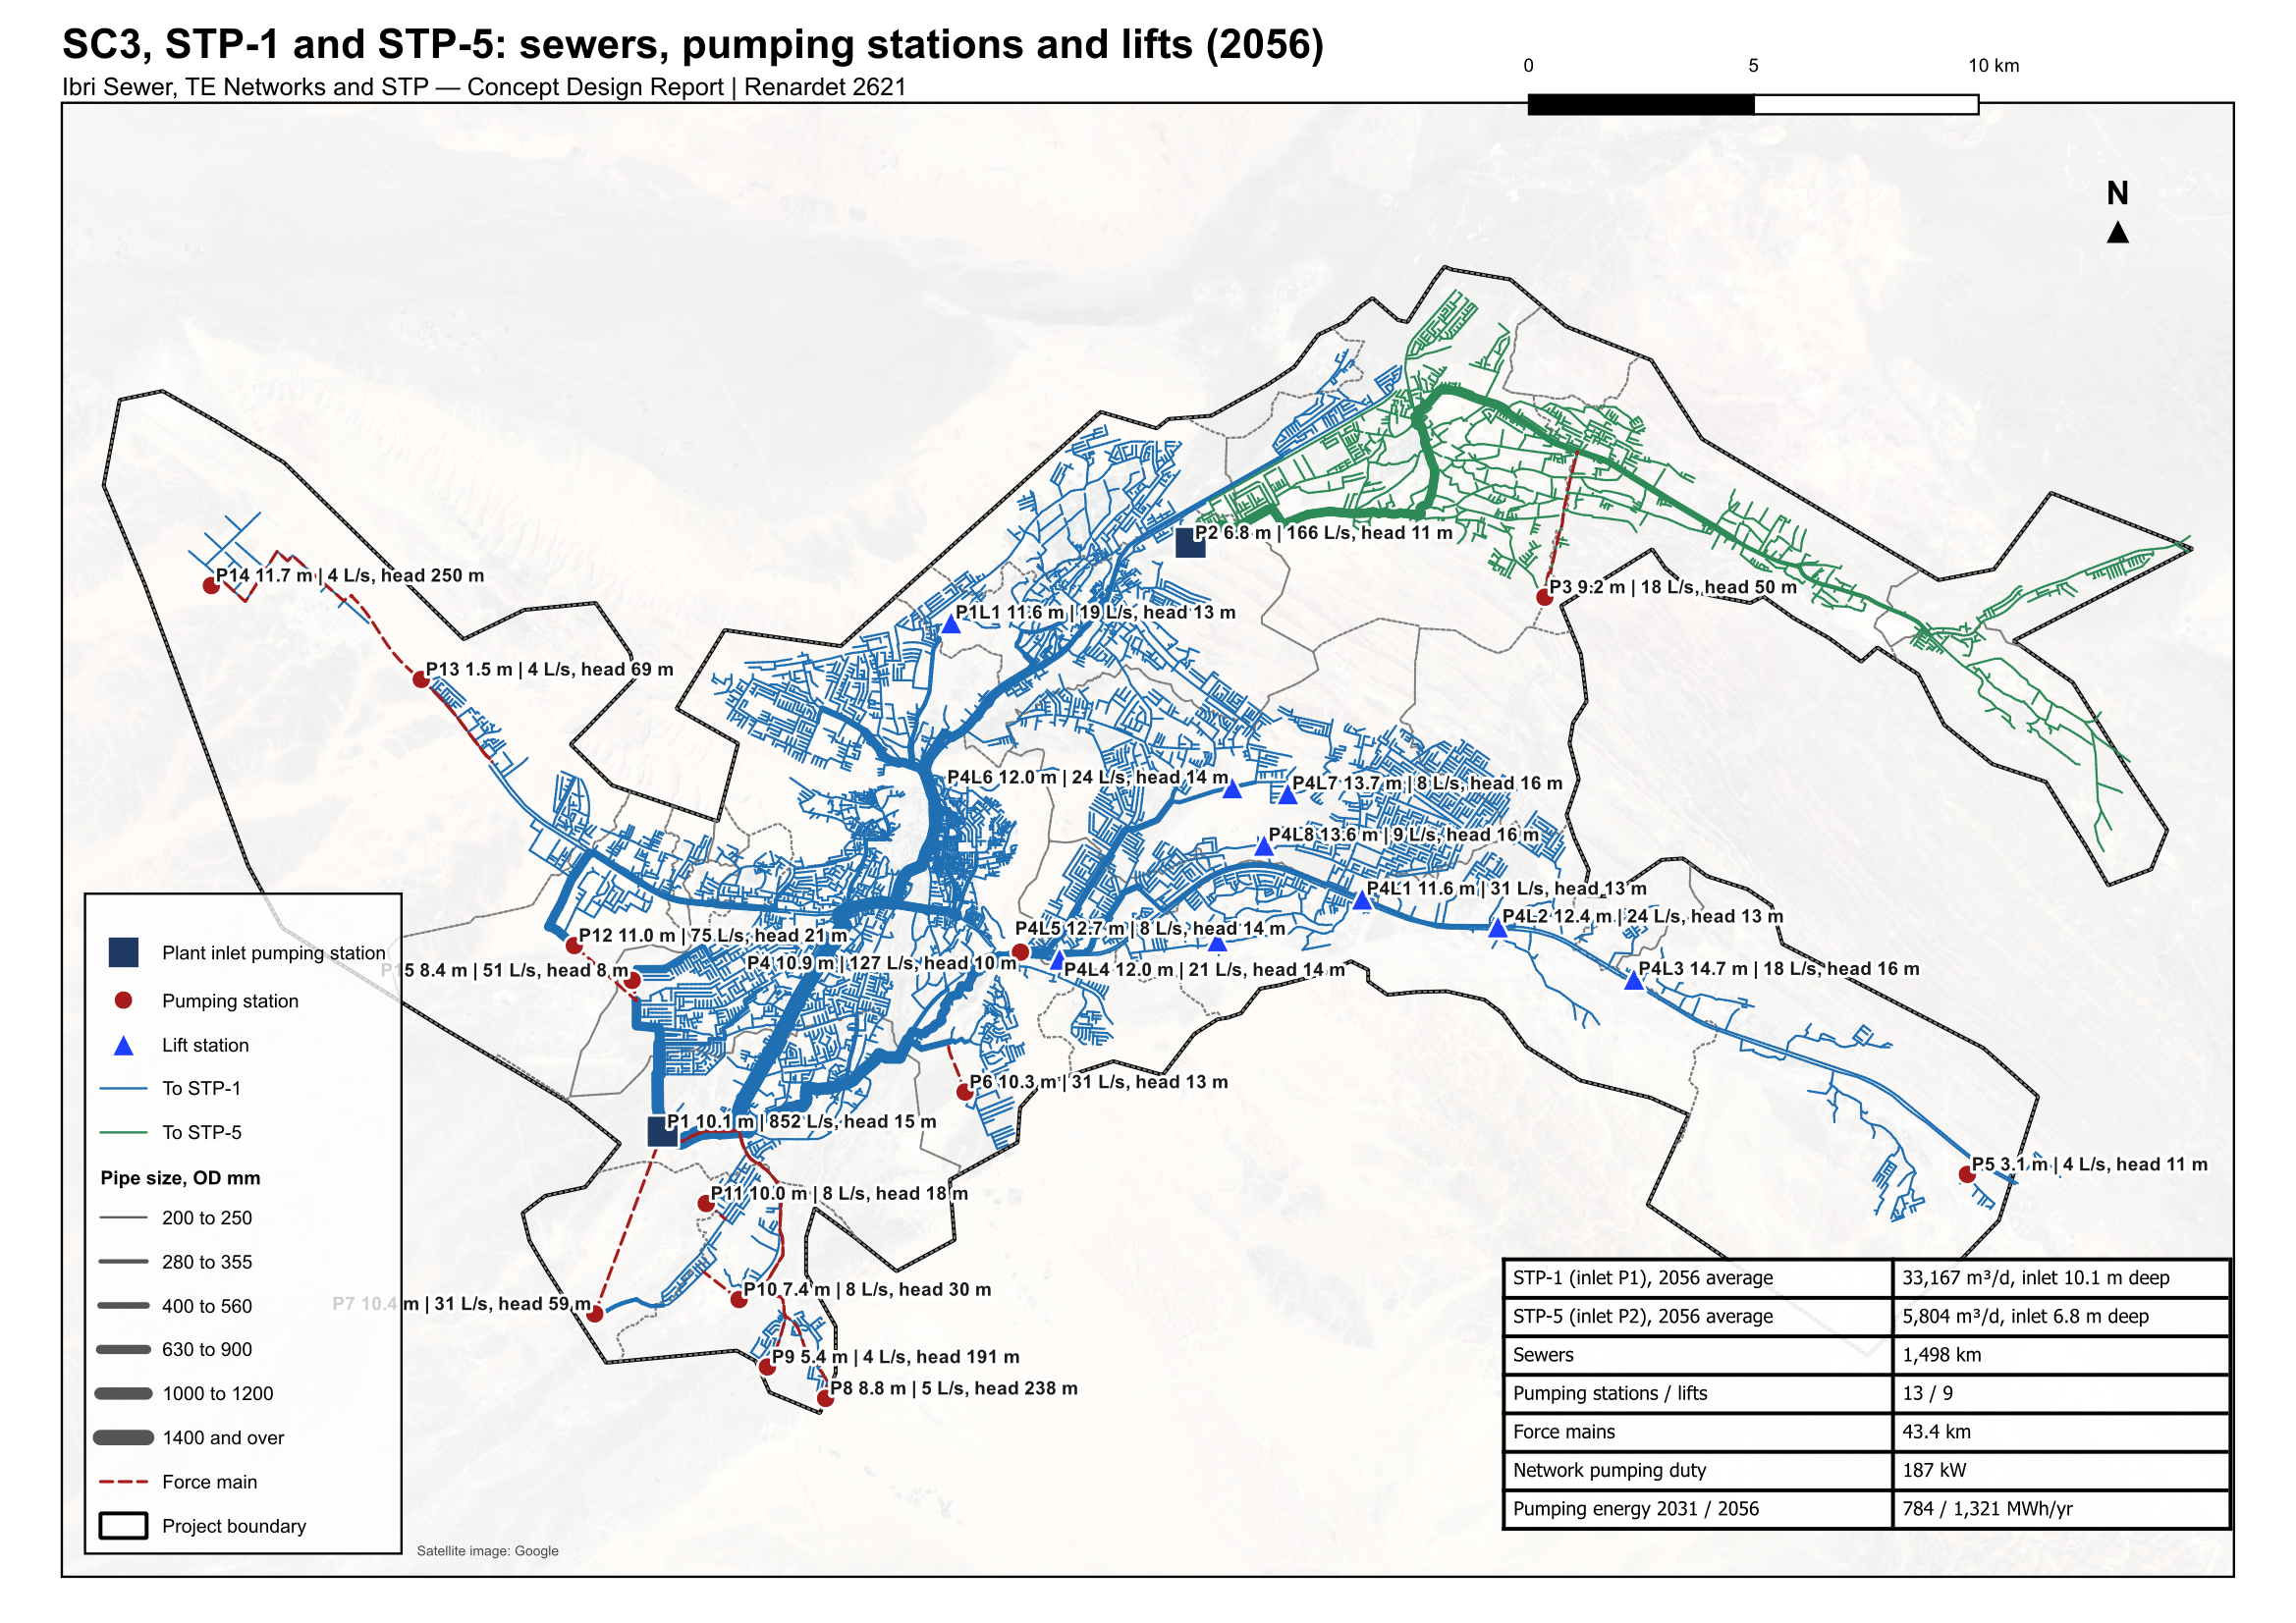 SC3, STP-1 and STP-5: sewers, pumping stations and lifts (2056)
Ibri Sewer, TE Networks and STP — Concept Design Report | Renardet 2621
0 5 10 km
N
P2 6.8 m | 166 L/s, head 11 m
P14 11.7 m | 4 L/s, head 250 m
P3 9.2 m | 18 L/s, head 50 m
P1L1 11.6 m | 19 L/s, head 13 m
P13 1.5 m | 4 L/s, head 69 m
P4L6 12.0 m | 24 L/s, head 14 m
P4L7 13.7 m | 8 L/s, head 16 m
P4L8 13.6 m | 9 L/s, head 16 m
P4L1 11.6 m | 31 L/s, head 13 m
P4L2 12.4 m | 24 L/s, head 13 m
P4L5 12.7 m | 8 L/s, head 14 m
P12 11.0 m | 75 L/s, head 21 m
P4 10.9 m | 127 L/s, head 10 m
P15 8.4 m | 51 L/s, head 8 m
P4L4 12.0 m | 21 L/s, head 14 m
P4L3 14.7 m | 18 L/s, head 16 m
P6 10.3 m | 31 L/s, head 13 m
P1 10.1 m | 852 L/s, head 15 m
P5 3.1 m | 4 L/s, head 11 m
P11 10.0 m | 8 L/s, head 18 m
P10 7.4 m | 8 L/s, head 30 m
P7 10.4 m | 31 L/s, head 59 m
P9 5.4 m | 4 L/s, head 191 m
P8 8.8 m | 5 L/s, head 238 m
Plant inlet pumping station
Pumping station
Lift station
To STP-1
To STP-5
Pipe size, OD mm
200 to 250
280 to 355
400 to 560
630 to 900
1000 to 1200
1400 and over
Force main
Project boundary
Satellite image: Google
STP-1 (inlet P1), 2056 average 33,167 m³/d, inlet 10.1 m deep
STP-5 (inlet P2), 2056 average 5,804 m³/d, inlet 6.8 m deep
Sewers 1,498 km
Pumping stations / lifts 13 / 9
Force mains 43.4 km
Network pumping duty 187 kW
Pumping energy 2031 / 2056 784 / 1,321 MWh/yr